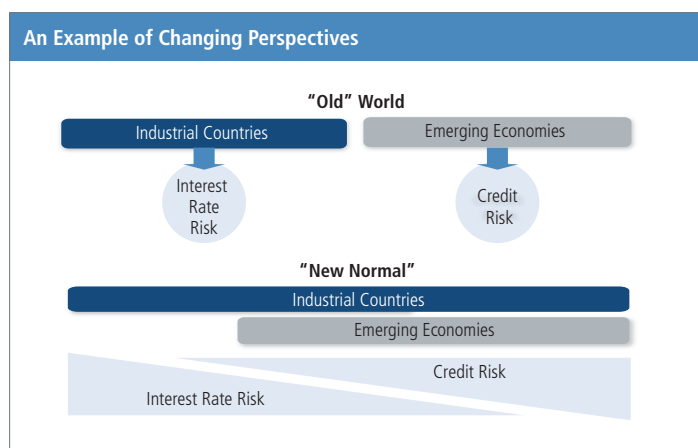 An Example of Changing Perspectives
“Old” World
Industrial Countries
Emerging Economies
Interest
Rate
Risk
Credit
Risk
“New Normal”
Industrial Countries
Emerging Economies
Credit Risk
Interest Rate Risk